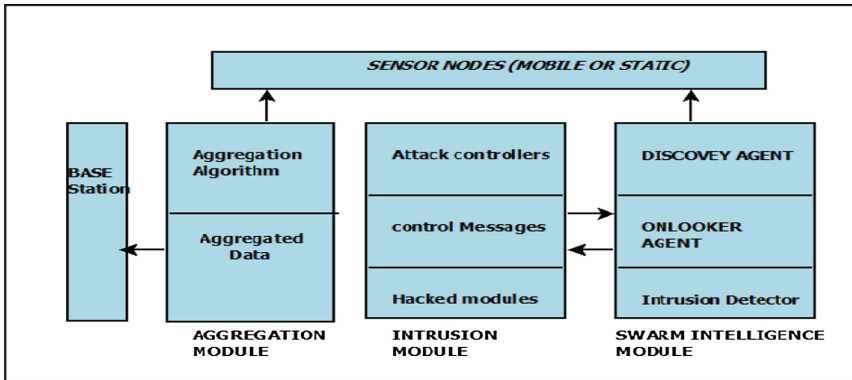 SENSOR NODES (MOBILE OR STATIC)
BASE
Station
Aggregation
Algorithm
Aggregated
Data
AGGREGATION
MODULE
Attack controllers
control Messages
Hacked modules
INTRUSION
MODULE
DISCOVEY AGENT
ONLOOKER
AGENT
Intrusion Detector
SWARM INTELLIGENCE
MODULE